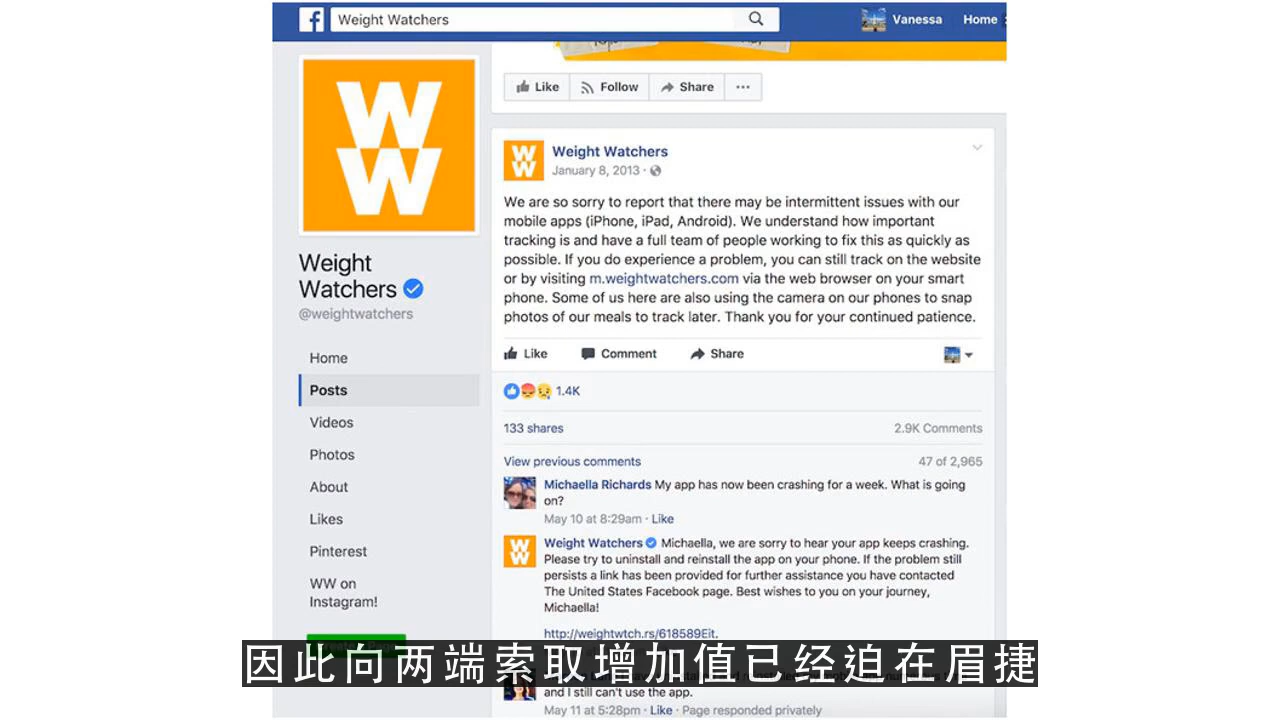 f Weight Watchers Vanessa Home
Like Follow Share ...
W W
Weight Watchers
January 8, 2013 ·
We are so sorry to report that there may be intermittent issues with our
mobile apps (iPhone, iPad, Android). We understand how important
tracking is and have a full team of people working to fix this as quickly as
possible. If you do experience a problem, you can still track on the website
or by visiting m.weightwatchers.com via the web browser on your smart
phone. Some of us here are also using the camera on our phones to snap
photos of our meals to track later. Thank you for your continued patience.
Like Comment Share
1.4K
133 shares 2.9K Comments
View previous comments 47 of 2,965
Michaella Richards My app has now been crashing for a week. What is going
on?
May 10 at 8:29am · Like
Weight Watchers Michaella, we are sorry to hear your app keeps crashing.
Please try to uninstall and reinstall the app on your phone. If the problem still
persists a link has been provided for further assistance you have contacted
The United States Facebook page. Best wishes to you on your journey,
Michaella!
http://weightwtch.rs/618589Eit.
and I still can't use the app.
May 11 at 5:28pm · Like · Page responded privately
W W
Weight
Watchers
@weightwatchers
Home
Posts
Videos
Photos
About
Likes
Pinterest
WW on
Instagram!
因此向两端索取增加值已经迫在眉捷